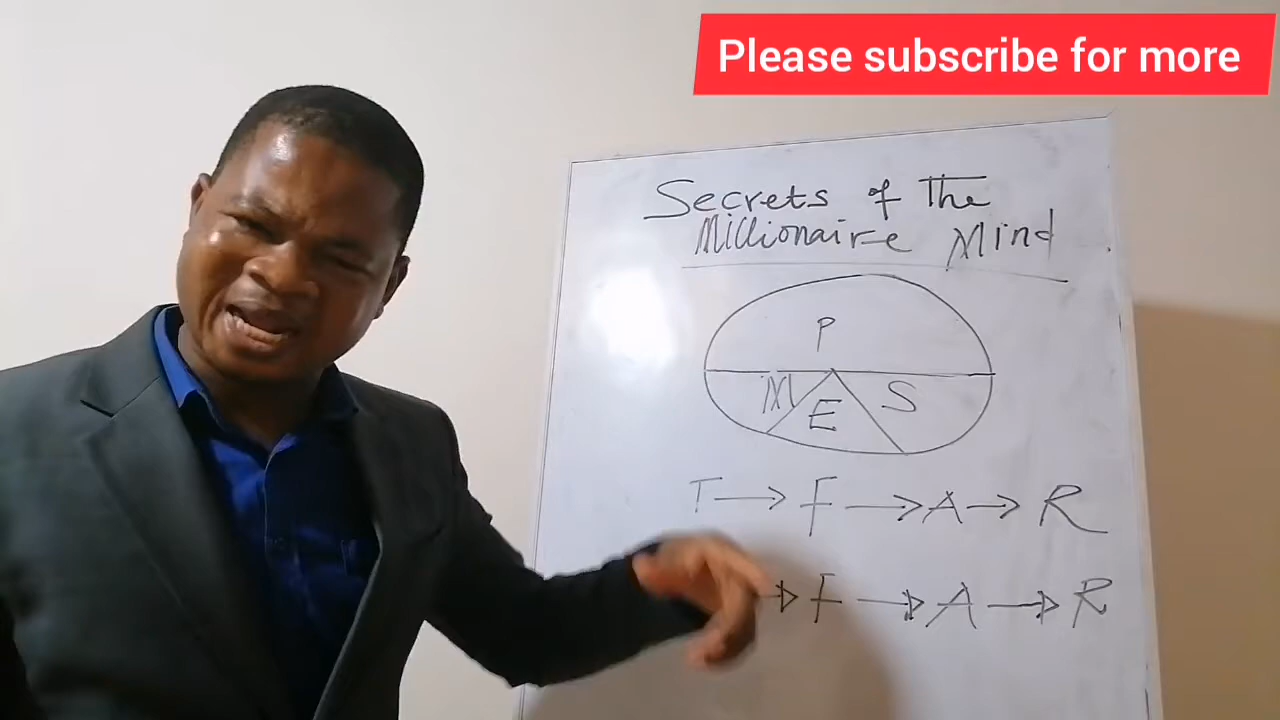 Please subscribe for more
Secrets of The
Millionaire Mind
P
M E S
T → F → A → R
→ F → A → R